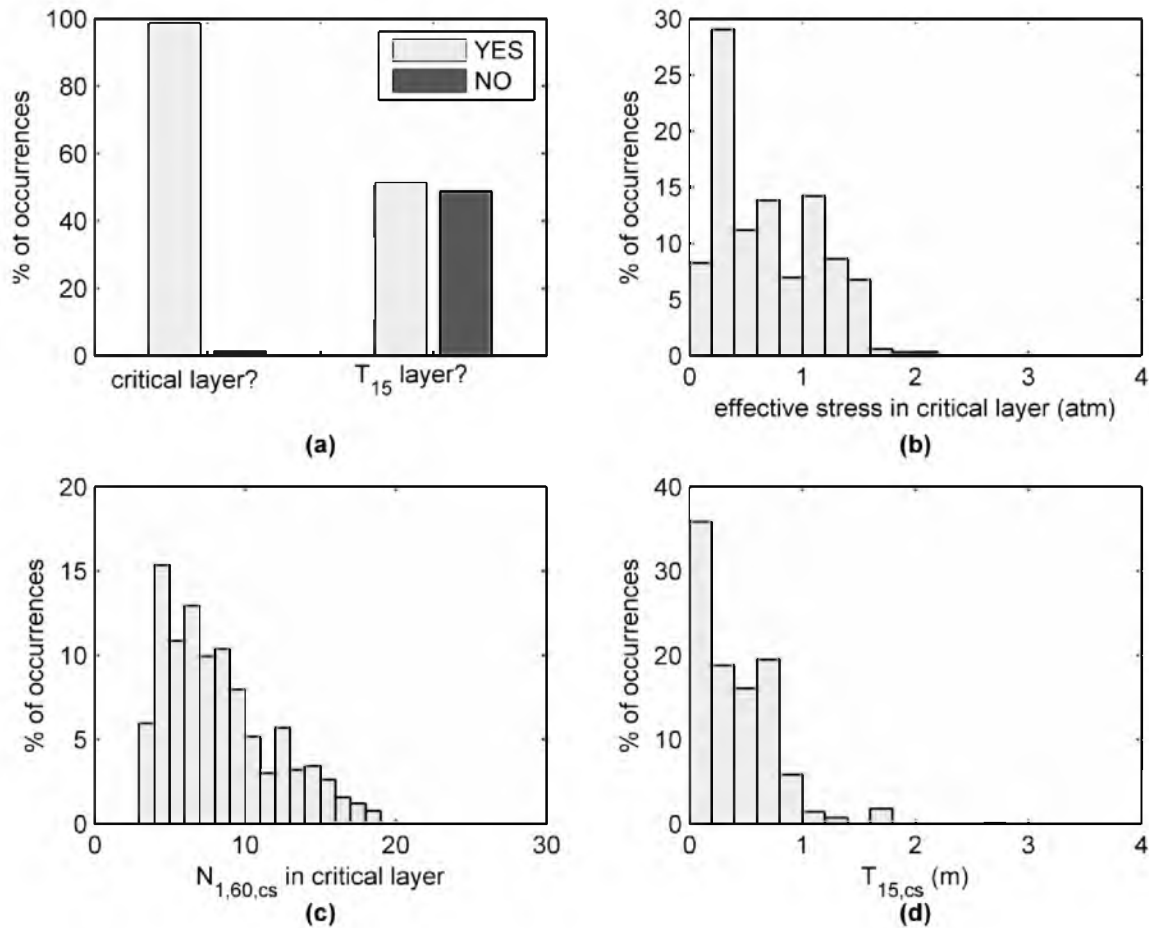 100
80
60
40
20
0
% of occurrences
YES
NO
critical layer?
T15 layer?
(a)
30
25
20
15
10
5
0
% of occurrences
0 1 2 3 4
effective stress in critical layer (atm)
(b)
20
15
10
5
0
% of occurrences
0 10 20 30
N1,60,cs in critical layer
(c)
40
30
20
10
0
% of occurrences
0 1 2 3 4
T15,cs (m)
(d)